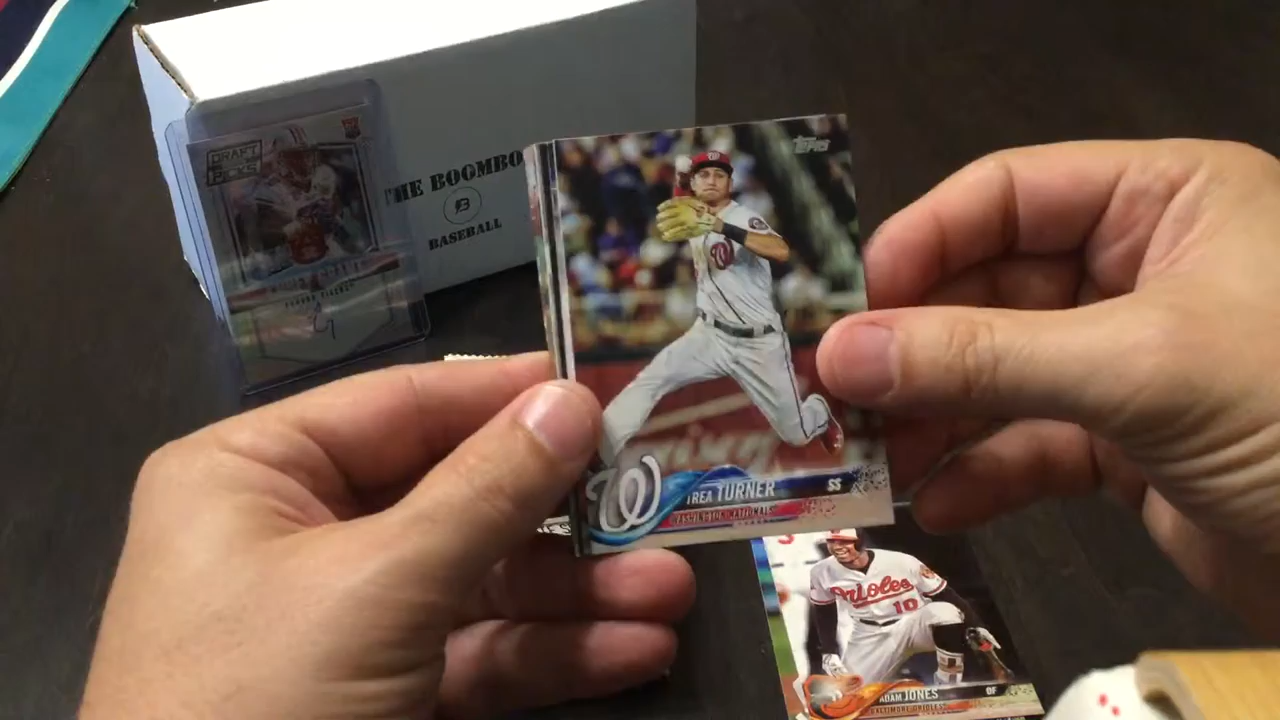 DRAFT
PICKS
THE BOOMBO
BASEBALL
Topps
W
TREA TURNER SS
WASHINGTON NATIONALS
Orioles
10
ADAM JONES OF
BALTIMORE ORIOLES